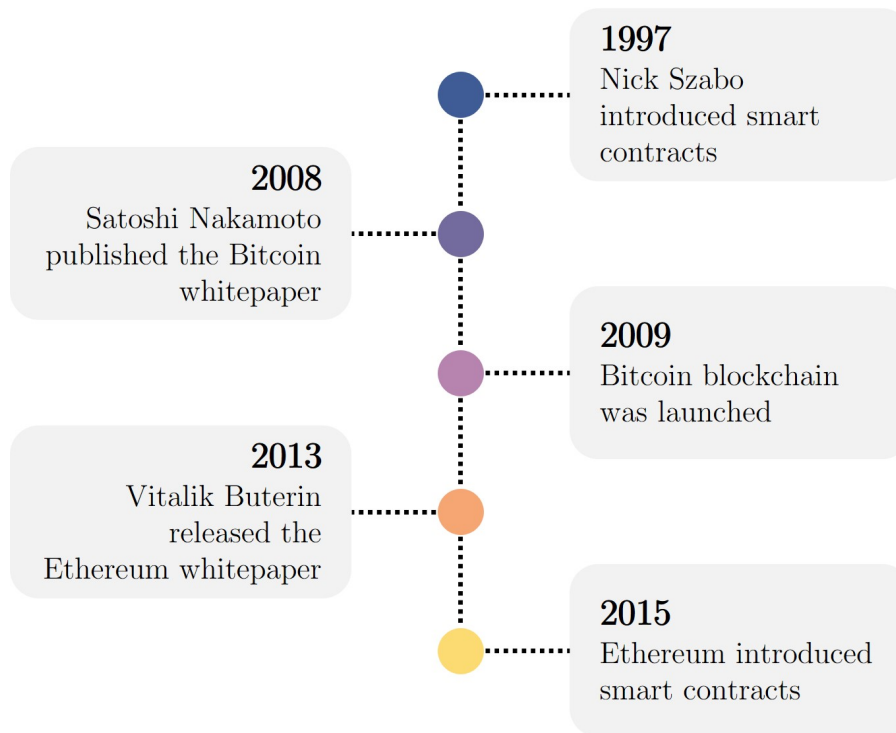 1997
Nick Szabo
introduced smart
contracts
2008
Satoshi Nakamoto
published the Bitcoin
whitepaper
2009
Bitcoin blockchain
was launched
2013
Vitalik Buterin
released the
Ethereum whitepaper
2015
Ethereum introduced
smart contracts